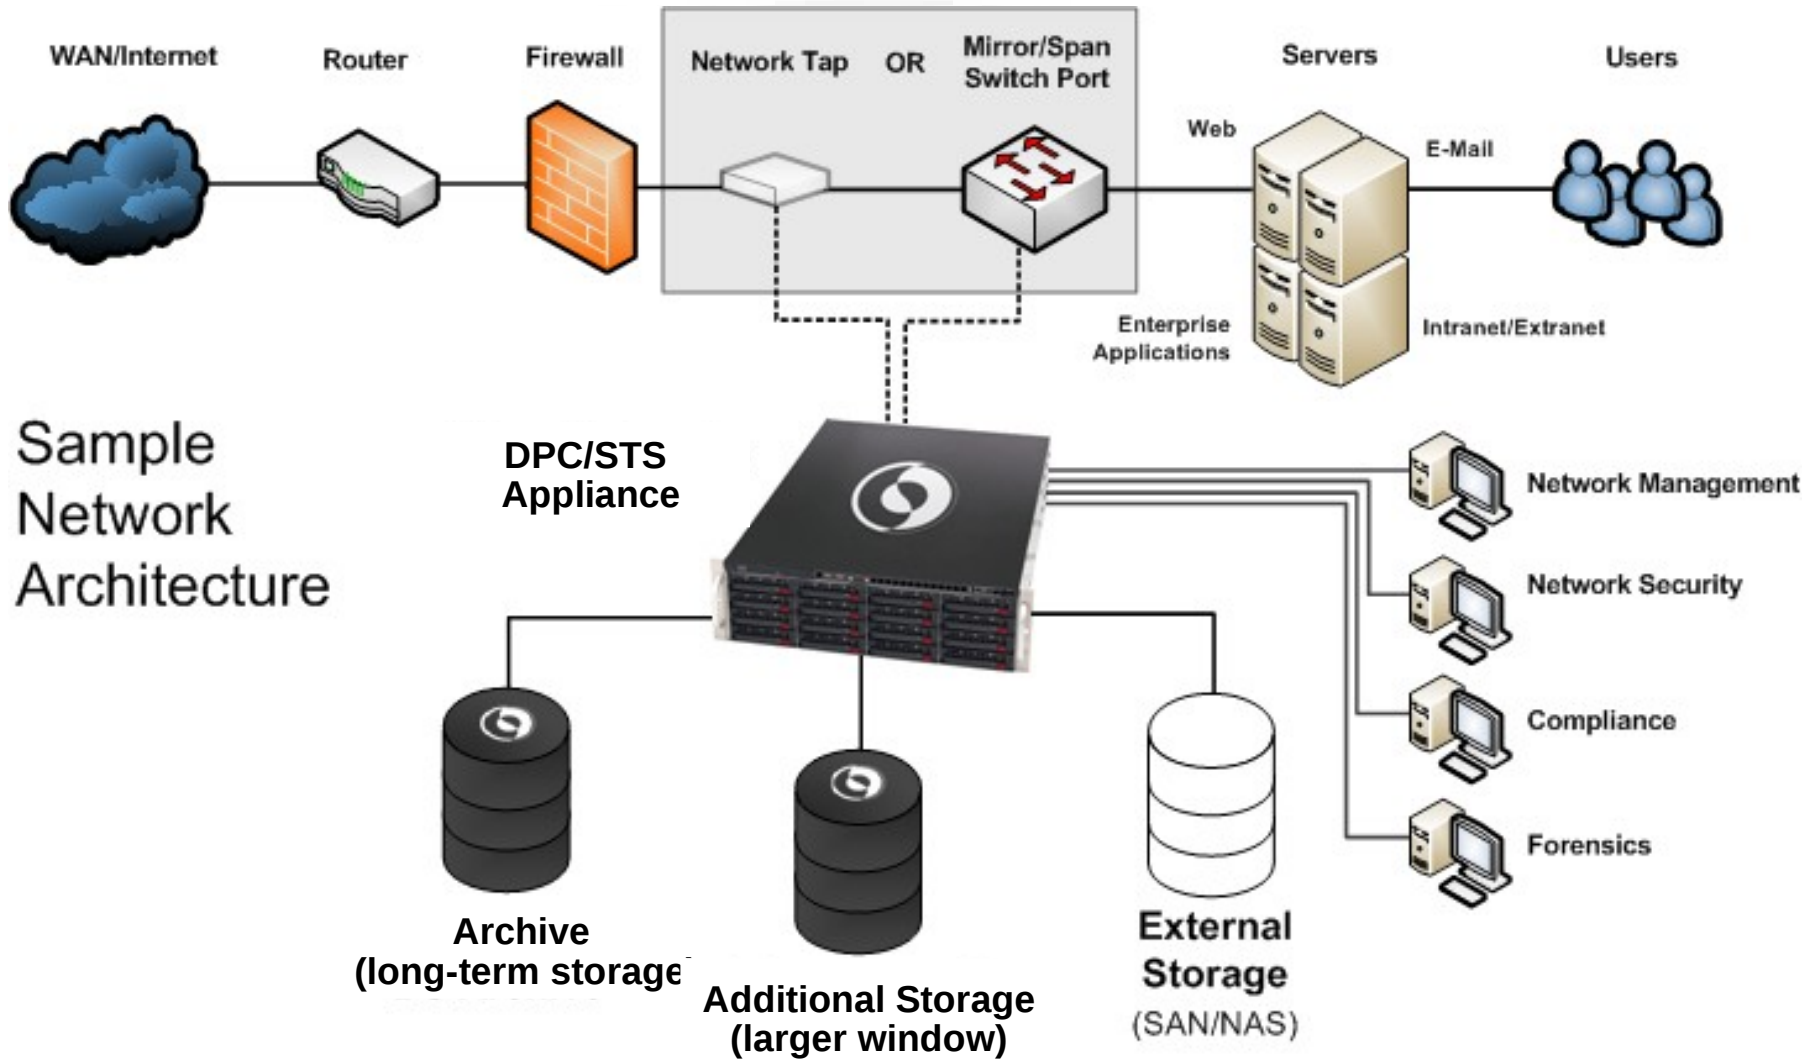 WAN/Internet
Router
Firewall
Network Tap
OR
Mirror/Span
Switch Port
Servers
Users
Web
E-Mail
Enterprise
Applications
Intranet/Extranet
Sample
Network
Architecture
DPC/STS
Appliance
Network Management
Network Security
Compliance
Forensics
Archive
(long-term storage
Additional Storage
(larger window)
External
Storage
(SAN/NAS)